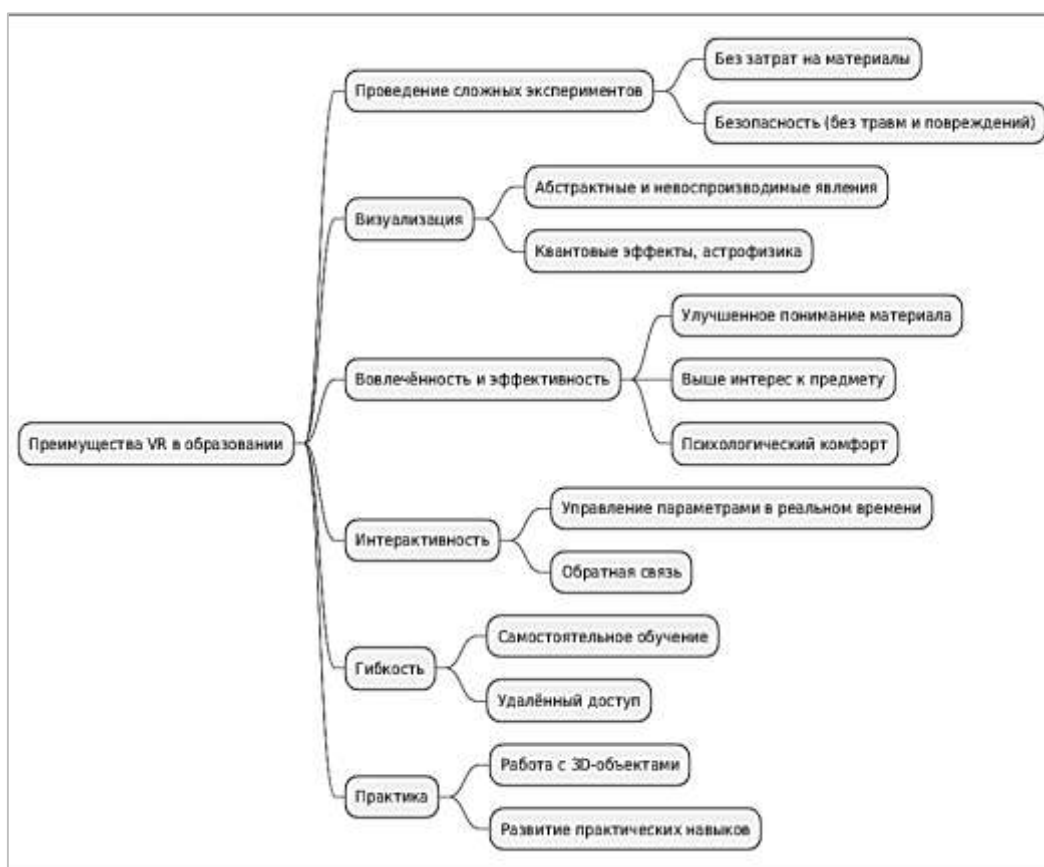 Преимущества VR в образовании
Проведение сложных экспериментов
Без затрат на материалы
Безопасность (без травм и повреждений)
Визуализация
Абстрактные и невоспроизводимые явления
Квантовые эффекты, астрофизика
Вовлечённость и эффективность
Улучшенное понимание материала
Выше интерес к предмету
Психологический комфорт
Интерактивность
Управление параметрами в реальном времени
Обратная связь
Гибкость
Самостоятельное обучение
Удалённый доступ
Практика
Работа с 3D-объектами
Развитие практических навыков